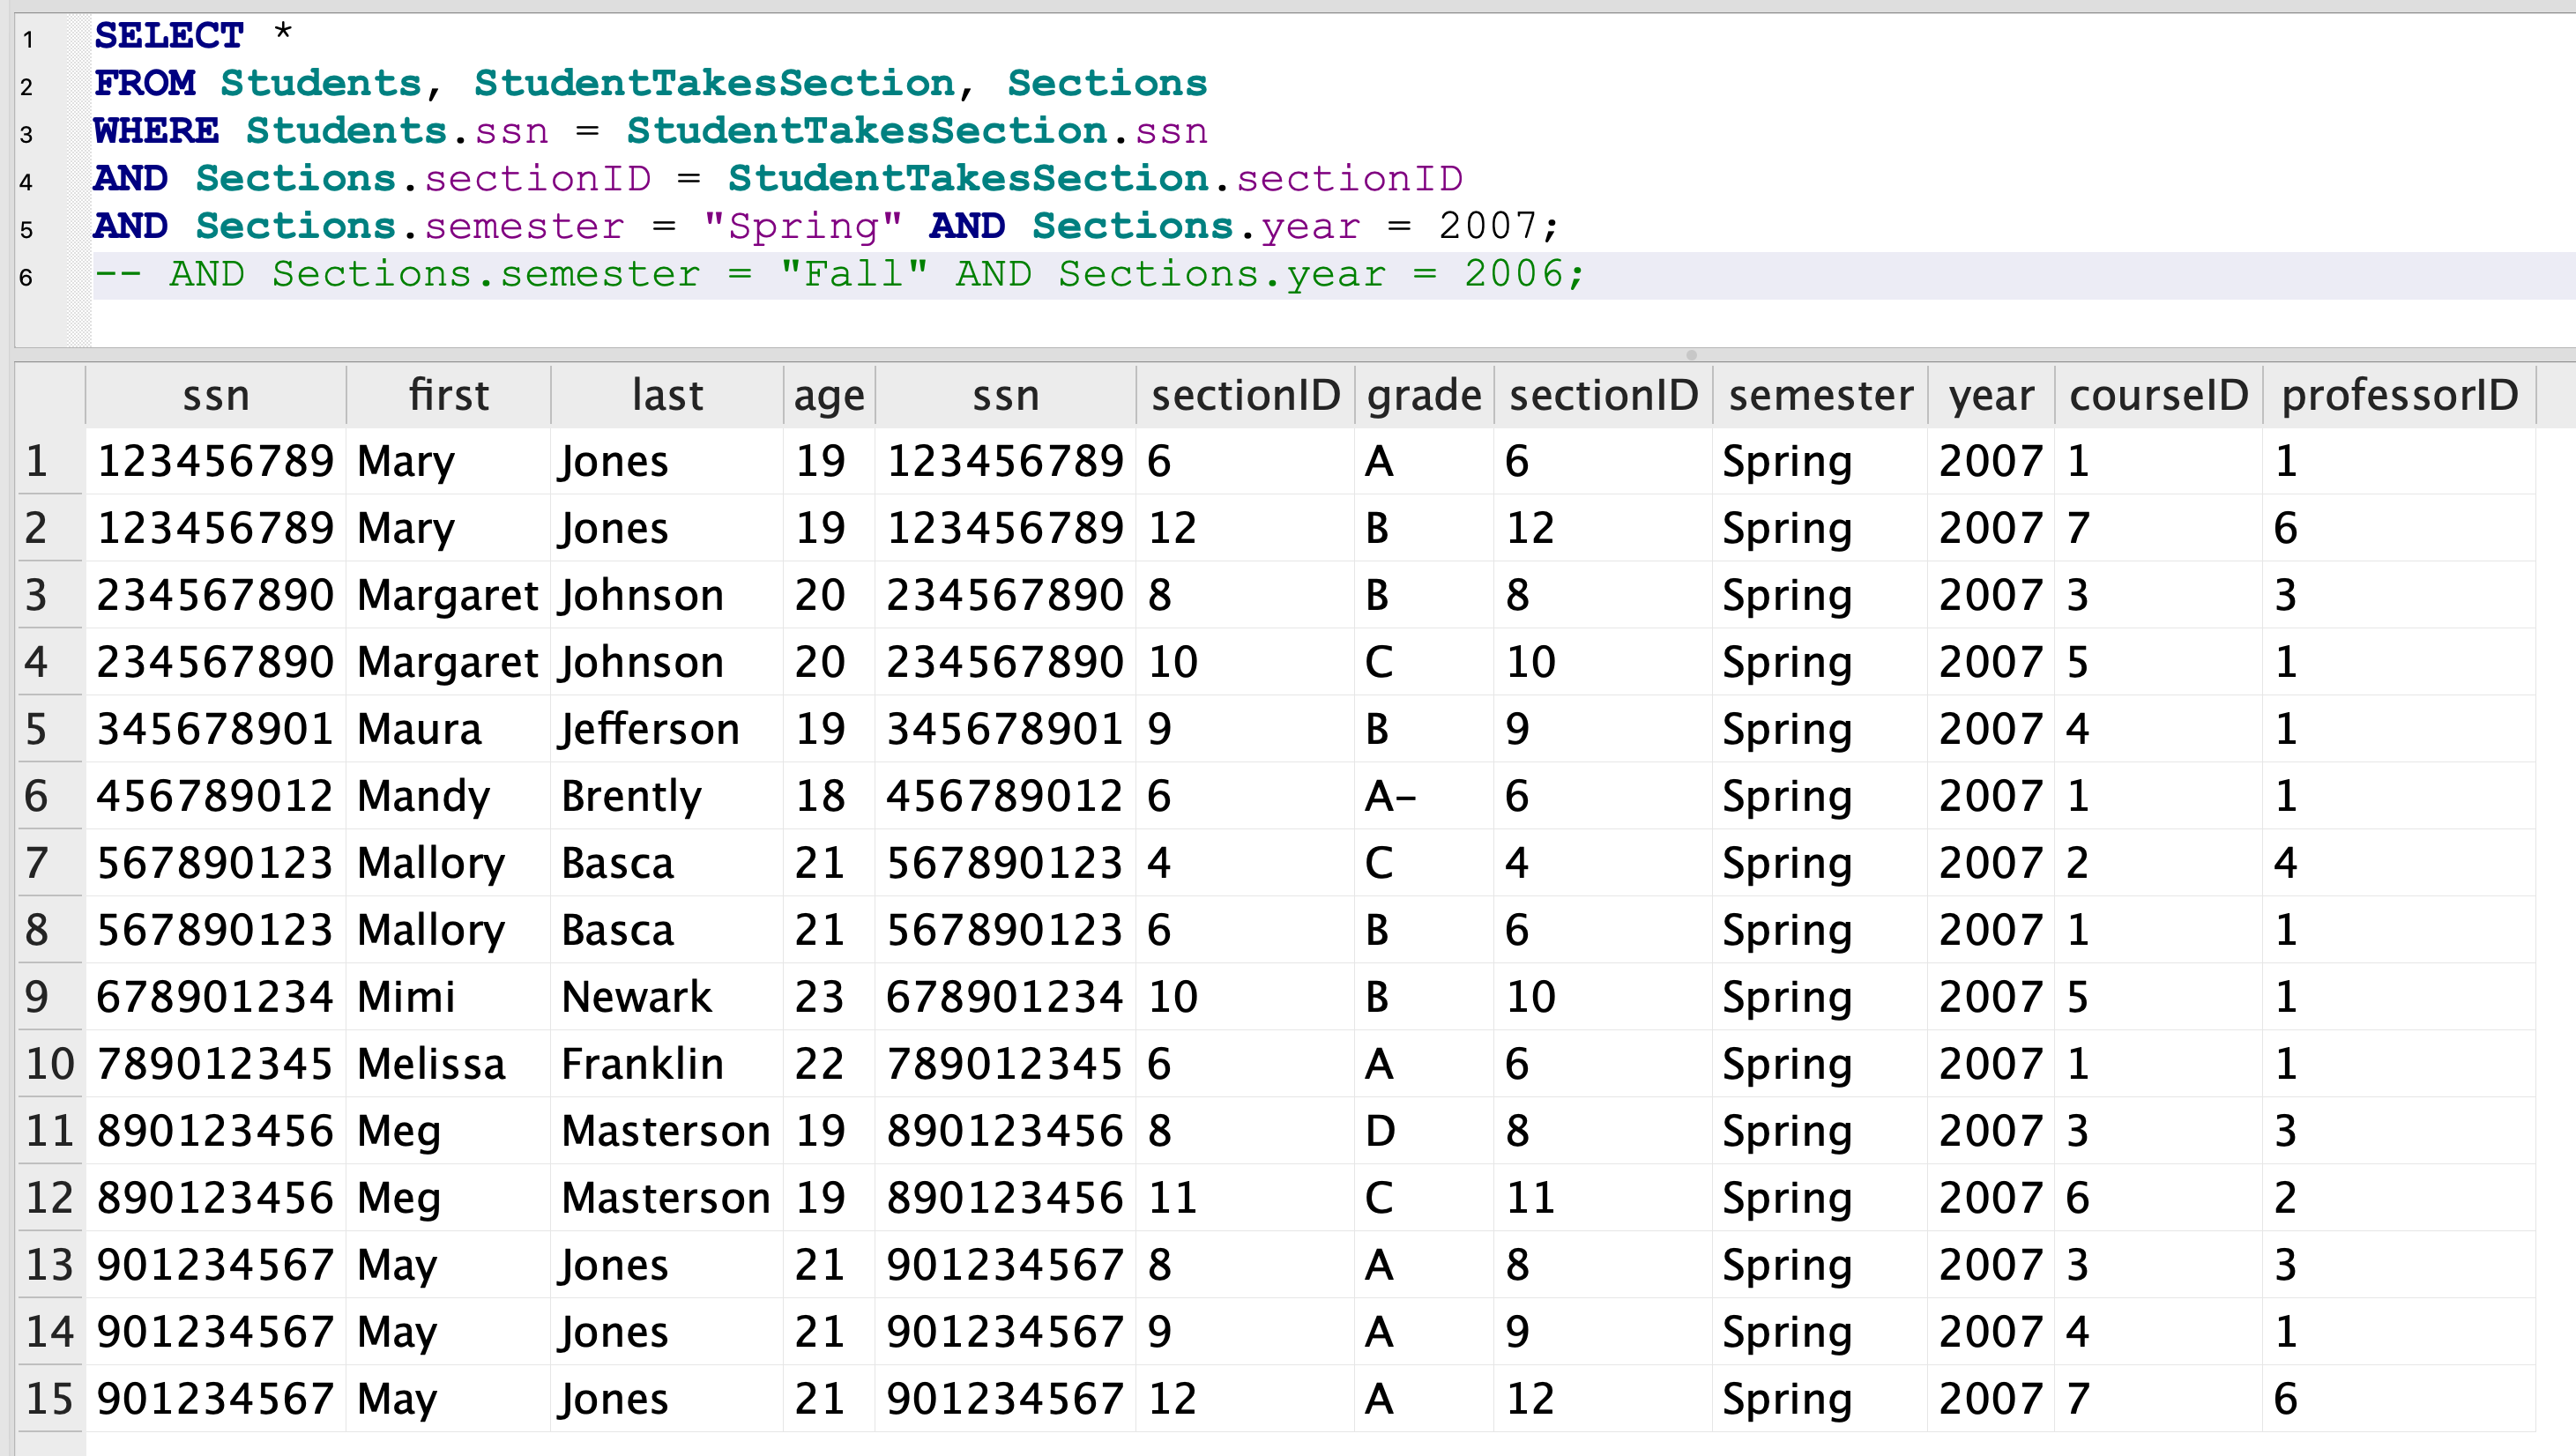 1 SELECT *
2 FROM Students, StudentTakesSection, Sections
3 WHERE Students.ssn = StudentTakesSection.ssn
4 AND Sections.sectionID = StudentTakesSection.sectionID
5 AND Sections.semester = "Spring" AND Sections.year = 2007;
6 -- AND Sections.semester = "Fall" AND Sections.year = 2006;
ssn first last age ssn sectionID grade sectionID semester year courseID professorID
1 123456789 Mary Jones 19 123456789 6 A 6 Spring 2007 1 1
2 123456789 Mary Jones 19 123456789 12 B 12 Spring 2007 7 6
3 234567890 Margaret Johnson 20 234567890 8 B 8 Spring 2007 3 3
4 234567890 Margaret Johnson 20 234567890 10 C 10 Spring 2007 5 1
5 345678901 Maura Jefferson 19 345678901 9 B 9 Spring 2007 4 1
6 456789012 Mandy Brently 18 456789012 6 A- 6 Spring 2007 1 1
7 567890123 Mallory Basca 21 567890123 4 C 4 Spring 2007 2 4
8 567890123 Mallory Basca 21 567890123 6 B 6 Spring 2007 1 1
9 678901234 Mimi Newark 23 678901234 10 B 10 Spring 2007 5 1
10 789012345 Melissa Franklin 22 789012345 6 A 6 Spring 2007 1 1
11 890123456 Meg Masterson 19 890123456 8 D 8 Spring 2007 3 3
12 890123456 Meg Masterson 19 890123456 11 C 11 Spring 2007 6 2
13 901234567 May Jones 21 901234567 8 A 8 Spring 2007 3 3
14 901234567 May Jones 21 901234567 9 A 9 Spring 2007 4 1
15 901234567 May Jones 21 901234567 12 A 12 Spring 2007 7 6